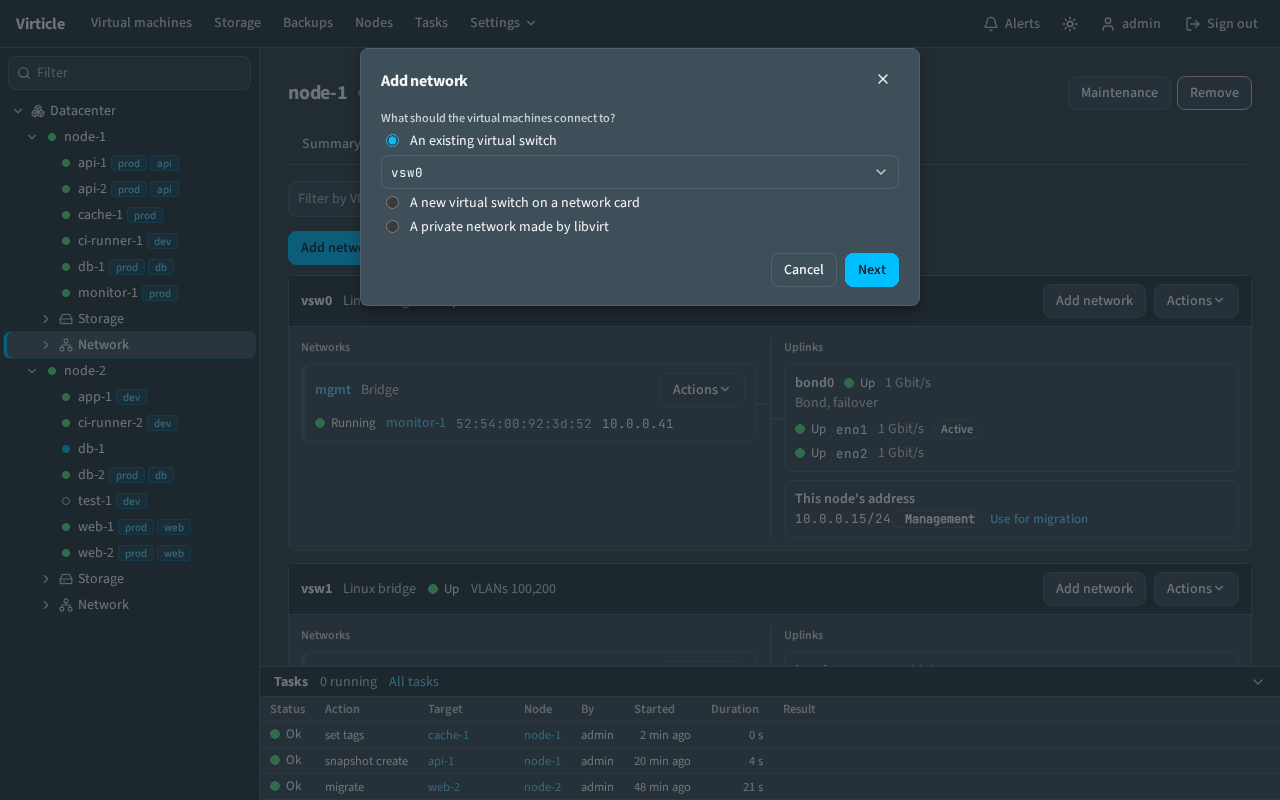 Virticle Virtual machines Storage Backups Nodes Tasks Settings Alerts admin Sign out
Filter
Datacenter
node-1
api-1 prod api
api-2 prod api
cache-1 prod
ci-runner-1 dev
db-1 prod db
monitor-1 prod
Storage
Network
node-2
app-1 dev
ci-runner-2 dev
db-1
db-2 prod db
test-1 dev
web-1 prod web
web-2 prod web
Storage
Network
node-1 Maintenance Remove
Summary
Filter by
Add
Add network
What should the virtual machines connect to?
An existing virtual switch
vsw0
A new virtual switch on a network card
A private network made by libvirt
Cancel Next
vsw0 Add network Actions
Networks
mgmt Bridge Actions
Running monitor-1 52:54:00:92:3d:52 10.0.0.41
Uplinks
bond0 Up 1 Gbit/s
Bond, failover
Up eno1 1 Gbit/s Active
Up eno2 1 Gbit/s
This node's address
10.0.0.15/24 Management Use for migration
vsw1 Linux bridge Up VLANs 100,200 Add network Actions
Networks
Uplinks
Tasks 0 running All tasks
Status Action Target Node By Started Duration Result
Ok set tags cache-1 node-1 admin 2 min ago 0 s
Ok snapshot create api-1 node-1 admin 20 min ago 4 s
Ok migrate web-2 node-2 admin 48 min ago 21 s